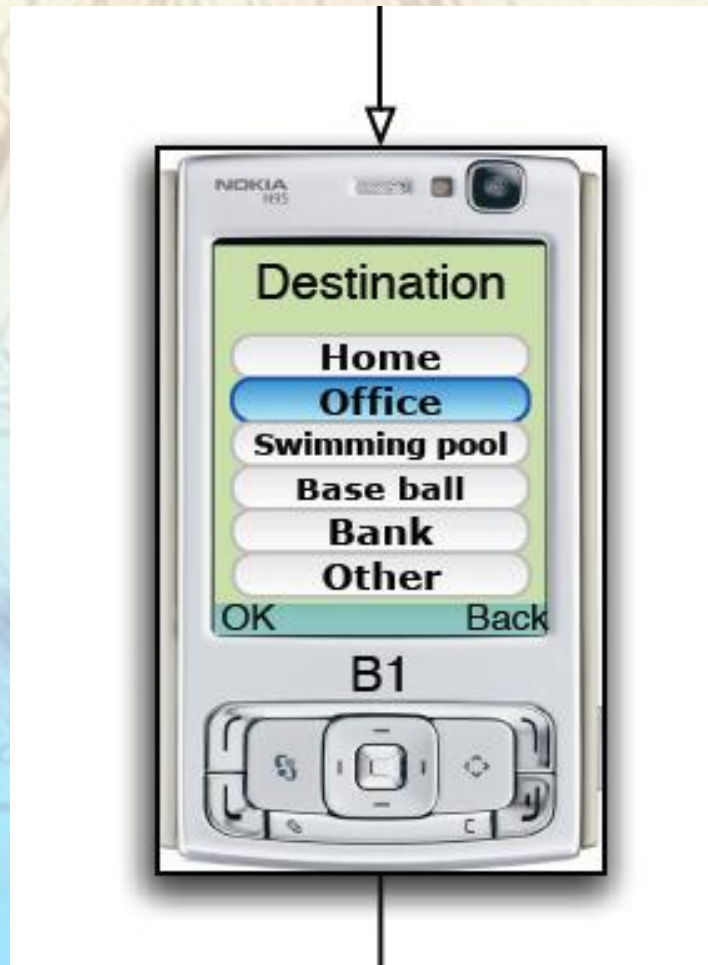 NOKIA
N95
Destination
Home
Office
Swimming pool
Base ball
Bank
Other
OK Back
B1
C